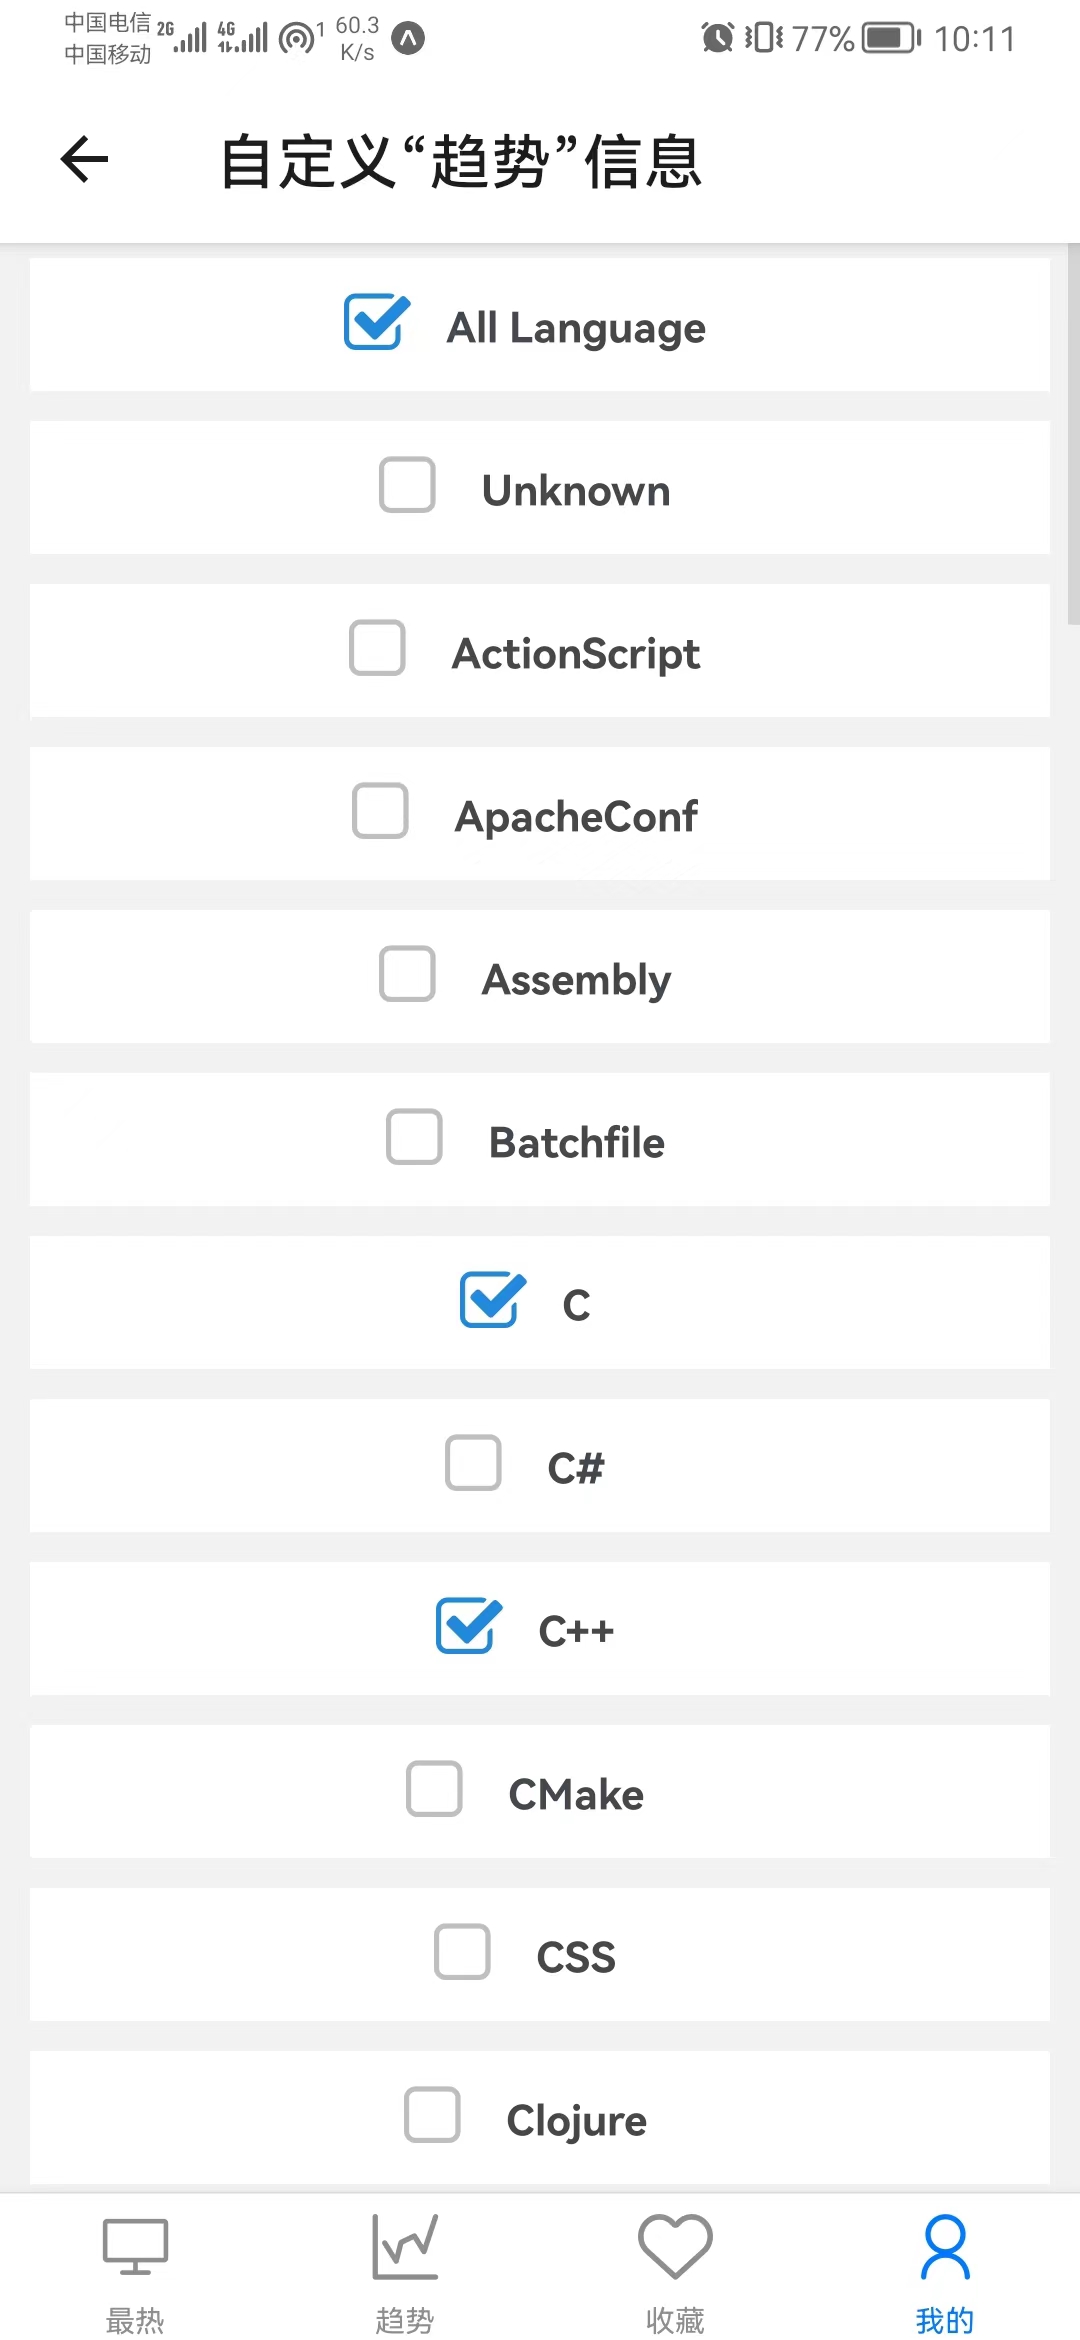 中国电信 2G 4G 1 60.3 77% 10:11
中国移动 K/s
自定义“趋势”信息
All Language
Unknown
ActionScript
ApacheConf
Assembly
Batchfile
C
C#
C++
CMake
CSS
Clojure
最热 趋势 收藏 我的